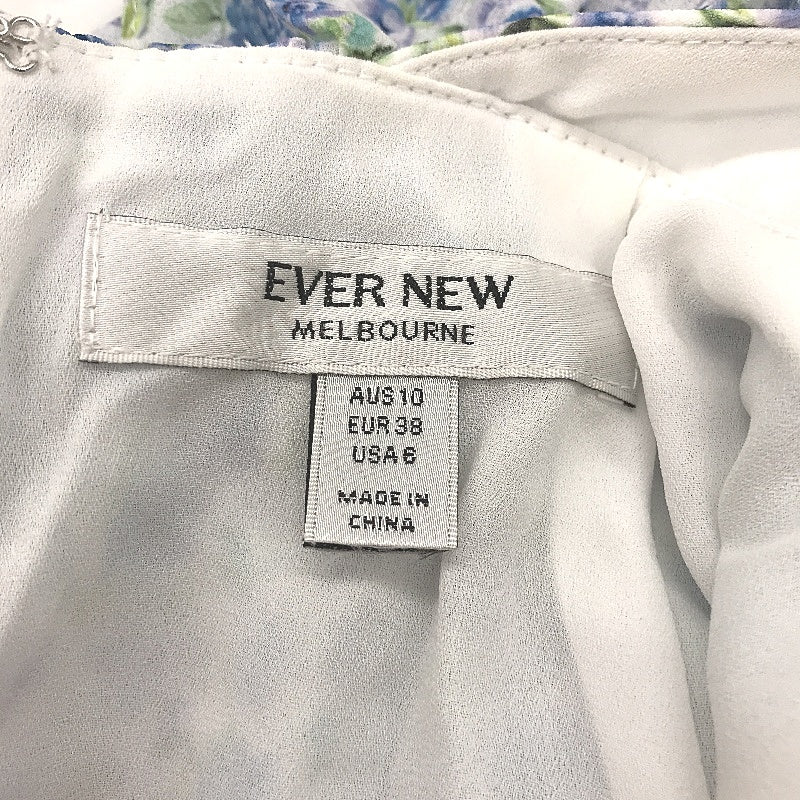 EVER NEW
MELBOURNE
AUS 10
EUR 38
USA 6
MADE IN
CHINA